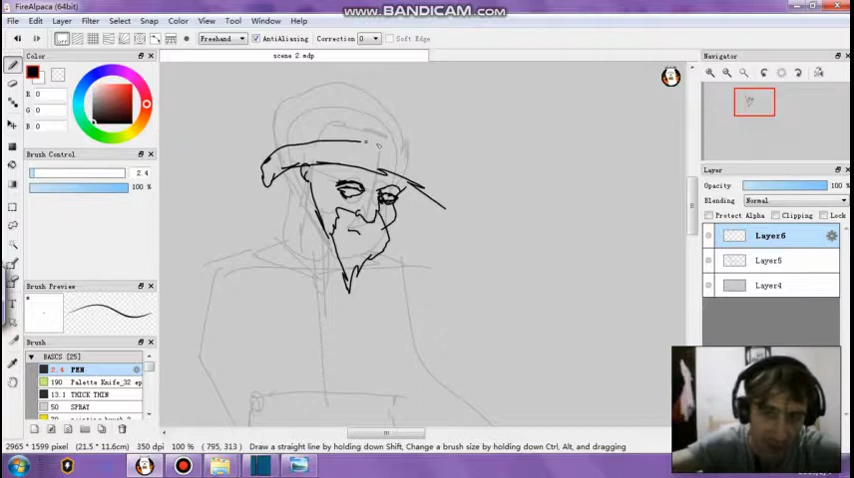 FireAlpaca (64bit)
WWW.BANDICAM.COM
File Edit Layer Filter Select Snap Color View Tool Window Help
Freehand AntiAliasing Correction 0 Soft Edge
Color
scene 2.mdp
Navigator
R 0
G 0
B 0
Brush Control
2.4
100 %
Layer
Opacity 100 %
Blending Normal
Protect Alpha Clipping Lock
Layer6
Layer5
Layer4
Brush Preview
Brush
BASICS [25]
2.4 PEN
190 Palette Knife_32 ep
13.1 THICK THIN
50 SPRAY
2965 * 1599 pixel (21.5 * 11.6cm) 350 dpi 100 % (795, 313) Draw a straight line by holding down Shift, Change a brush size by holding down Ctrl, Alt, and dragging